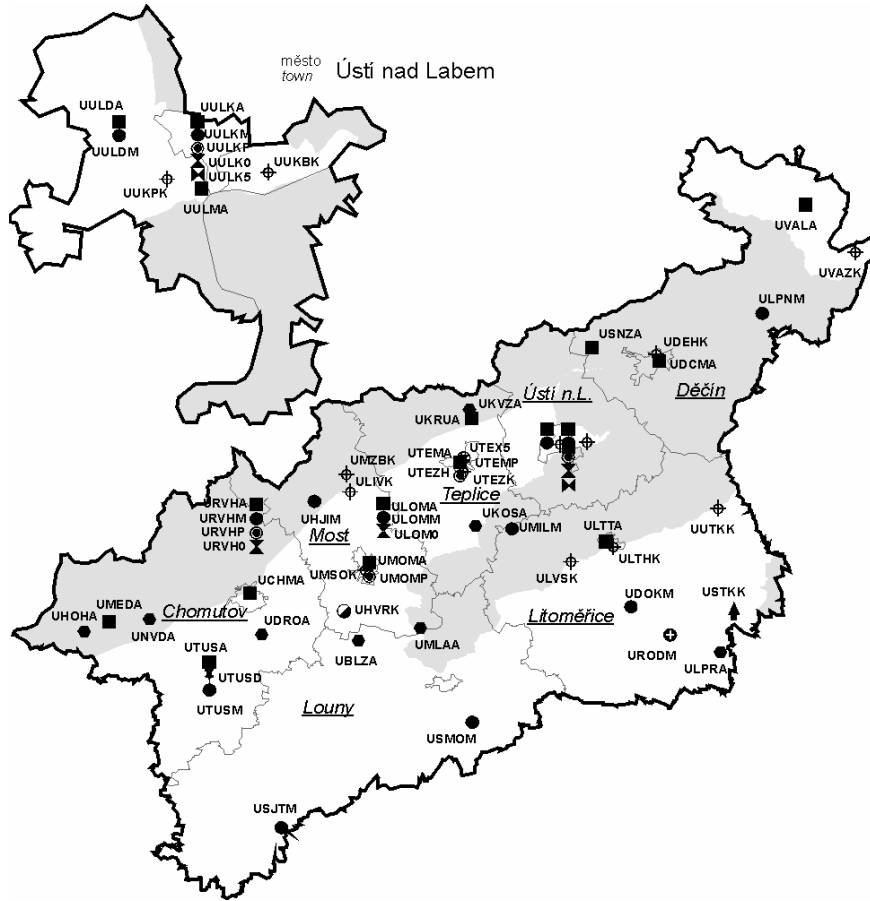 město
town
Ústí nad Labem
UULDA
UULKA
UULDM
UULKM
UULKP
UULK0
UULK5
UUKBK
UUKPK
UULMA
UVALA
UVAZK
ULPNM
USNZA
UDEHK
UDCMA
Děčín
Ústí n.L.
UKVZA
UKRUA
UTEMA
UTEX5
UTEMP
UTEZH
UTEZK
Teplice
UMZBK
ULIVK
URVHA
URVHM
URVHP
URVH0
UHJIM
ULOMA
ULOMM
ULOM0
Most
UKOSA
UMILM
ULTTA
ULTHK
UUTKK
ULVSK
UMOMA
UMSOK
UMOMP
UCHMA
UHVRK
Chomutov
UMEDA
UHOHA
UNVDA
UDROA
UBLZA
UMLAA
Litoměřice
UDOKM
USTKK
URODM
ULPRA
UTUSA
UTUSD
UTUSM
Louny
USMOM
USJTM